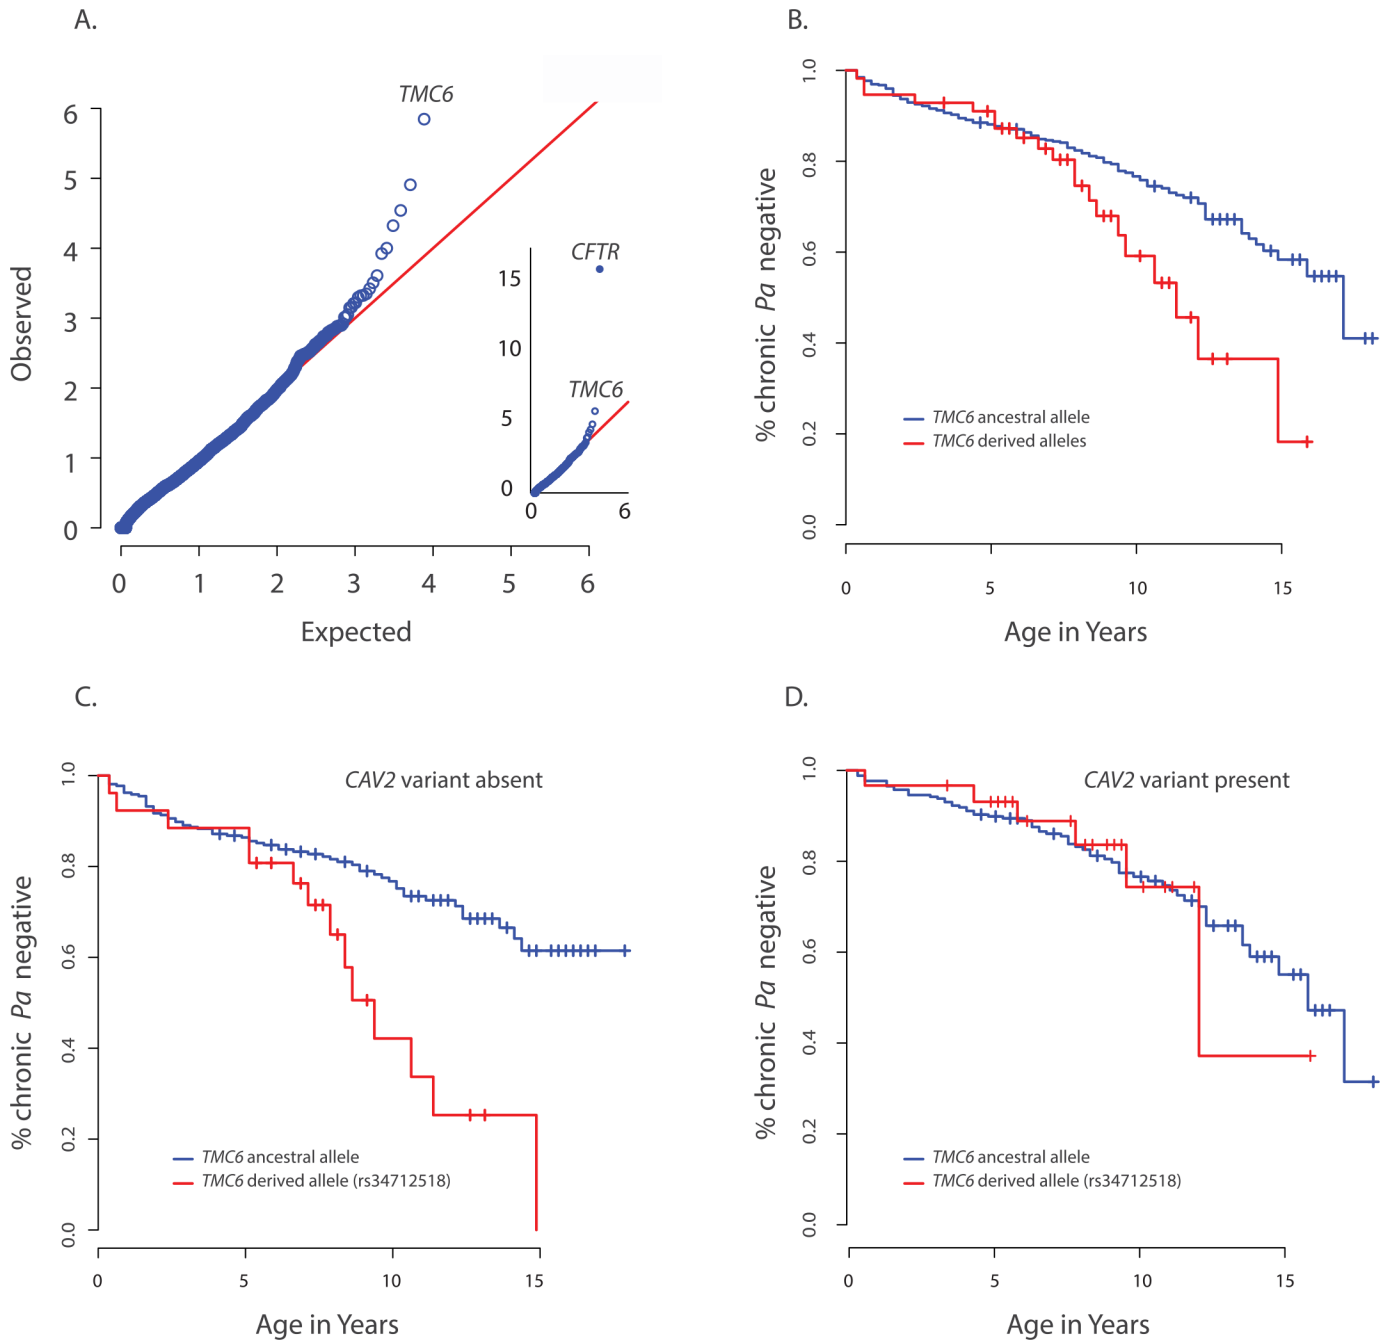 A.
TMC6
6
5
4
3
2
1
0
Observed
0 1 2 3 4 5 6
Expected
CFTR
15
10
TMC6
5
0
0 6
B.
1.0
0.8
0.6
0.4
0.2
0.0
% chronic Pa negative
TMC6 ancestral allele
TMC6 derived alleles
0 5 10 15
Age in Years
C.
CAV2 variant absent
1.0
0.8
0.6
0.4
0.2
0.0
% chronic Pa negative
TMC6 ancestral allele
TMC6 derived allele (rs34712518)
0 5 10 15
Age in Years
D.
CAV2 variant present
1.0
0.8
0.6
0.4
0.2
0.0
% chronic Pa negative
TMC6 ancestral allele
TMC6 derived allele (rs34712518)
0 5 10 15
Age in Years